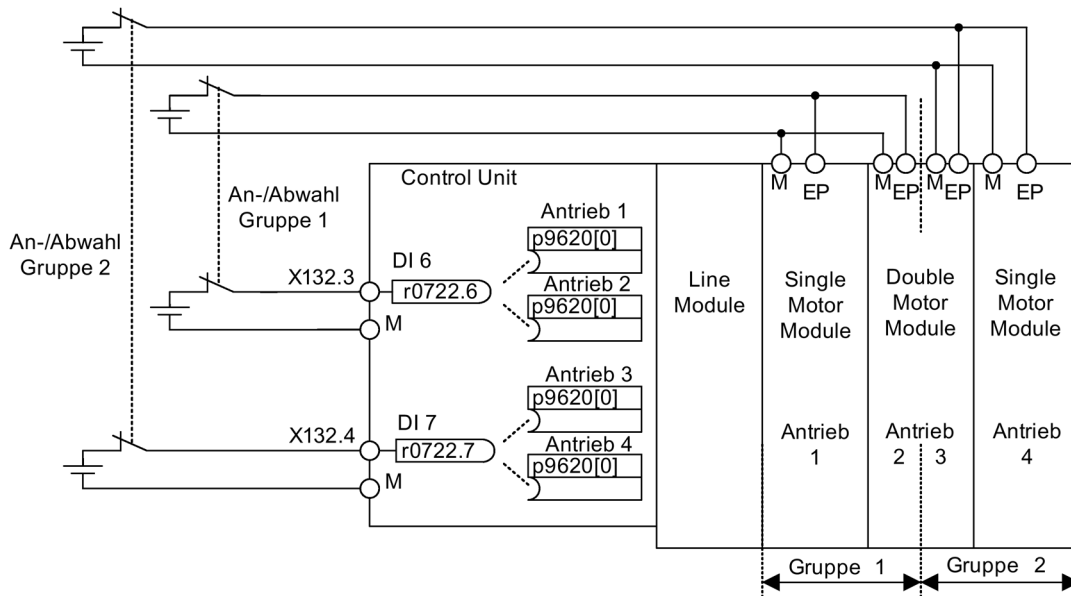 M
EP
M
EP
M
EP
M
EP
Control Unit
An-/Abwahl
Gruppe 1
An-/Abwahl
Gruppe 2
Antrieb 1
p9620[0]
X132.3
DI 6
r0722.6
M
Antrieb 2
p9620[0]
Antrieb 3
p9620[0]
X132.4
DI 7
r0722.7
M
Antrieb 4
p9620[0]
Line
Module
Single
Motor
Module
Double
Motor
Module
Single
Motor
Module
Antrieb
1
Antrieb
2 3
Antrieb
4
Gruppe 1
Gruppe 2